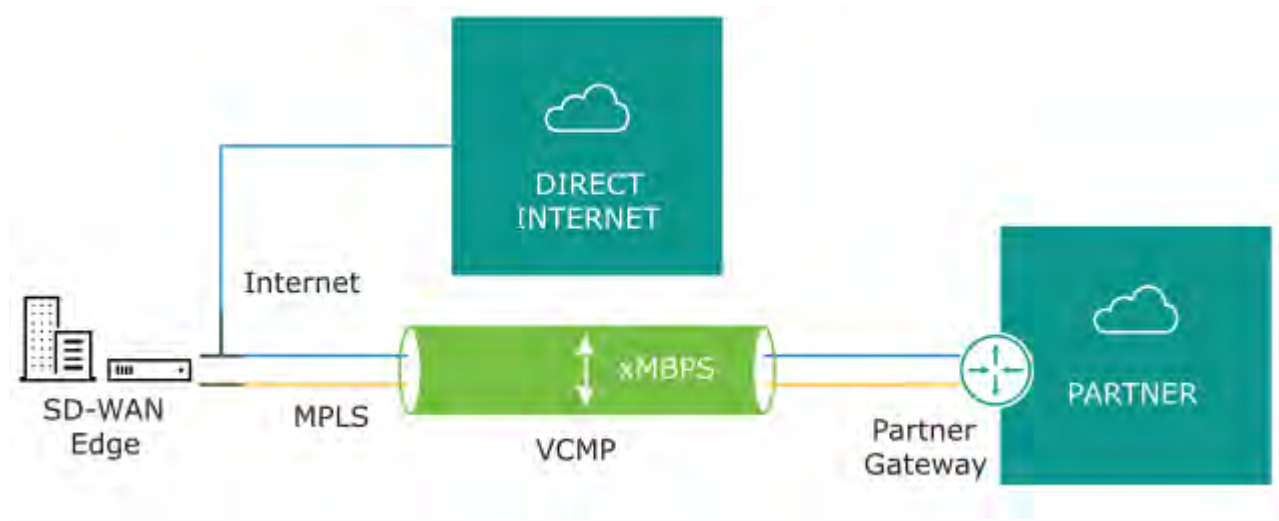 DIRECT
INTERNET
Internet
xMBPS
SD-WAN
Edge
MPLS
VCMP
Partner
Gateway
PARTNER